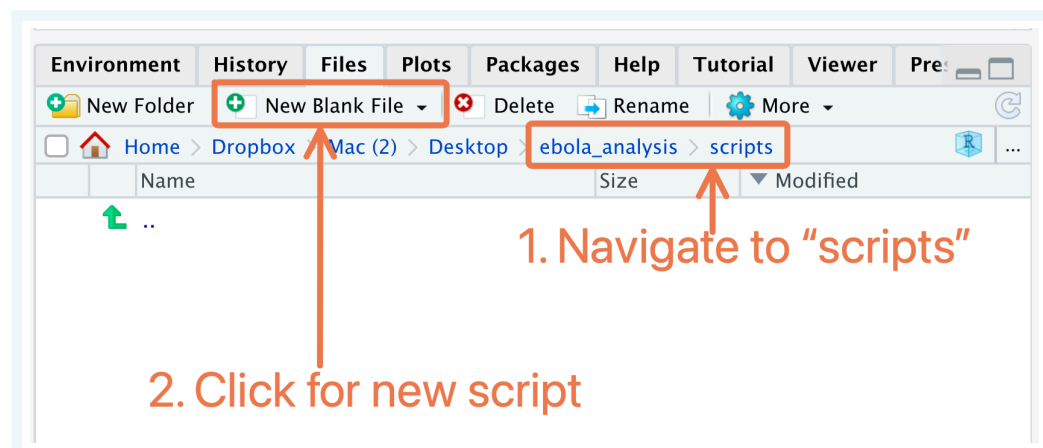 Environment History Files Plots Packages Help Tutorial Viewer
New Folder New Blank File Delete Rename More
Home > Dropbox > Mac (2) > Desktop > ebola_analysis > scripts ...
Name Size Modified
..
1. Navigate to “scripts”
2. Click for new script